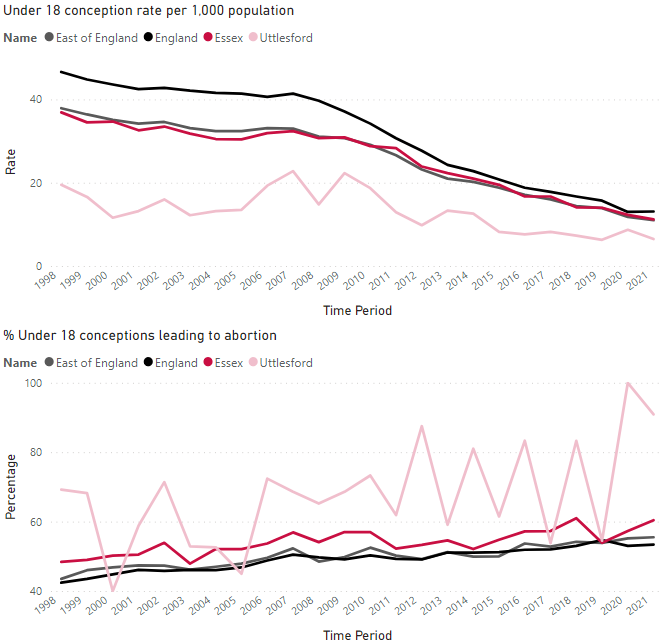 Under 18 conception rate per 1,000 population
Name East of England England Essex Uttlesford
40
20
0
Rate
1998 1999 2000 2001 2002 2003 2004 2005 2006 2007 2008 2009 2010 2011 2012 2013 2014 2015 2016 2017 2018 2019 2020 2021
Time Period
% Under 18 conceptions leading to abortion
Name East of England England Essex Uttlesford
100
80
60
40
Percentage
1998 1999 2000 2001 2002 2003 2004 2005 2006 2007 2008 2009 2010 2011 2012 2013 2014 2015 2016 2017 2018 2019 2020 2021
Time Period